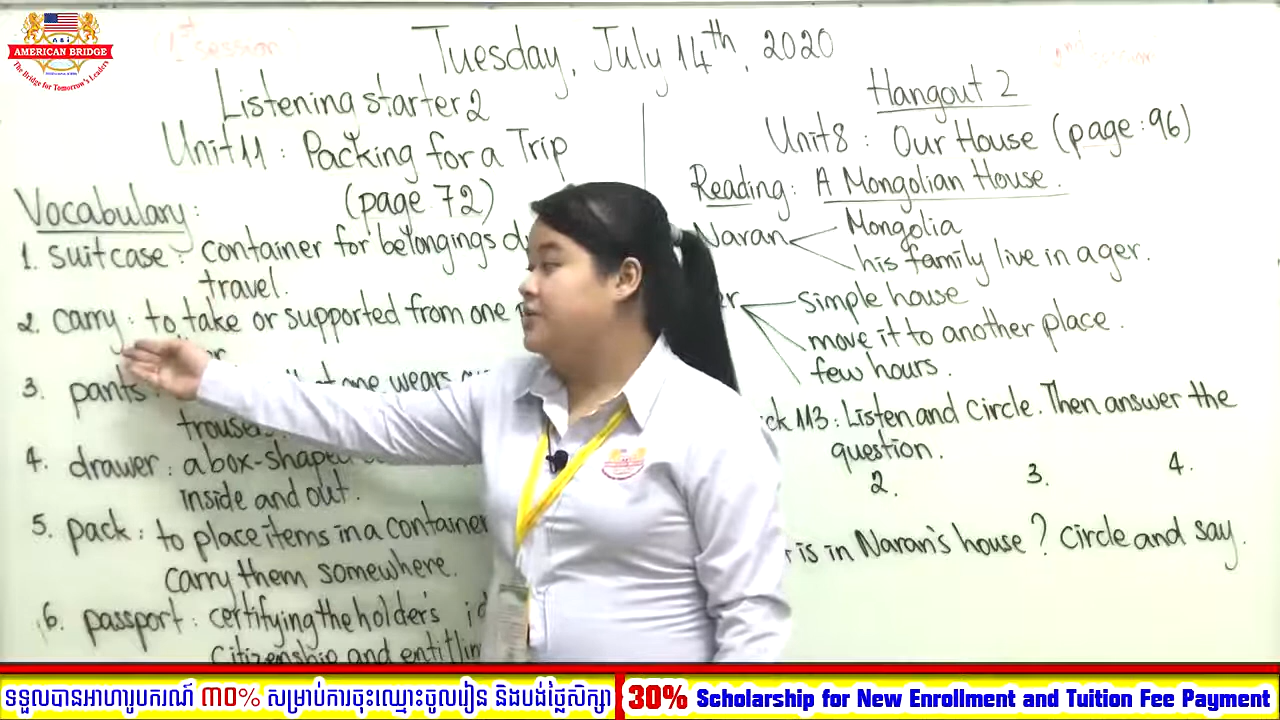 AMERICAN BRIDGE
The Bridge for Tomorrow's Leaders
1st session
Tuesday, July 14th, 2020
Listening starter 2
Unit 11 : Packing for a Trip
(page 72)
Vocabulary:
1. suitcase : container for belongings
travel.
2. carry : to take or supported from one
3. pants : one wears
4. drawer : a box-shaped
inside and out.
5. pack : to place items in a container
carry them somewhere.
6. passport : certifying the holder's
citizenship and
Hangout 2
Unit 8 : Our House (page : 96)
Reading : A Mongolian House.
Naran
Mongolia
his family live in a ger.
simple house
move it to another place.
few hours.
113 : Listen and circle. Then answer the
question.
2. 3. 4.
is in Naran's house? Circle and say.
ទទួលបានអាហារូបករណ៍ ៣០% សម្រាប់ការចុះឈ្មោះចូលរៀន និងបង់ថ្លៃសិក្សា
30% Scholarship for New Enrollment and Tuition Fee Payment